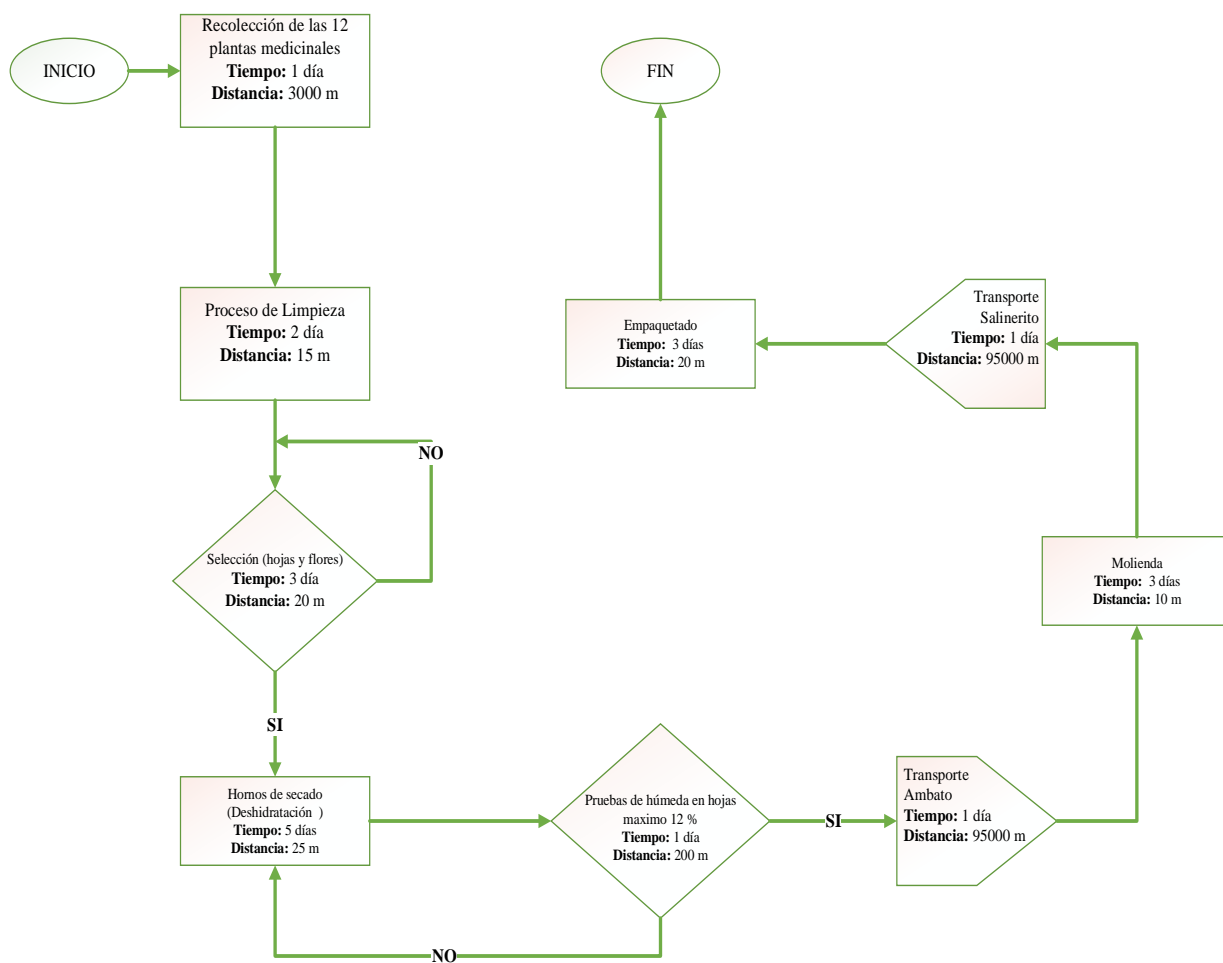 INICIO
Recolección de las 12
plantas medicinales
Tiempo: 1 día
Distancia: 3000 m
Proceso de Limpieza
Tiempo: 2 día
Distancia: 15 m
NO
Selección (hojas y flores)
Tiempo: 3 día
Distancia: 20 m
SI
Hornos de secado
(Deshidratación )
Tiempo: 5 días
Distancia: 25 m
Pruebas de húmeda en hojas
maximo 12 %
Tiempo: 1 día
Distancia: 200 m
NO
SI
Transporte
Ambato
Tiempo: 1 día
Distancia: 95000 m
Molienda
Tiempo: 3 días
Distancia: 10 m
Transporte
Salinerito
Tiempo: 1 día
Distancia: 95000 m
Empaquetado
Tiempo: 3 días
Distancia: 20 m
FIN